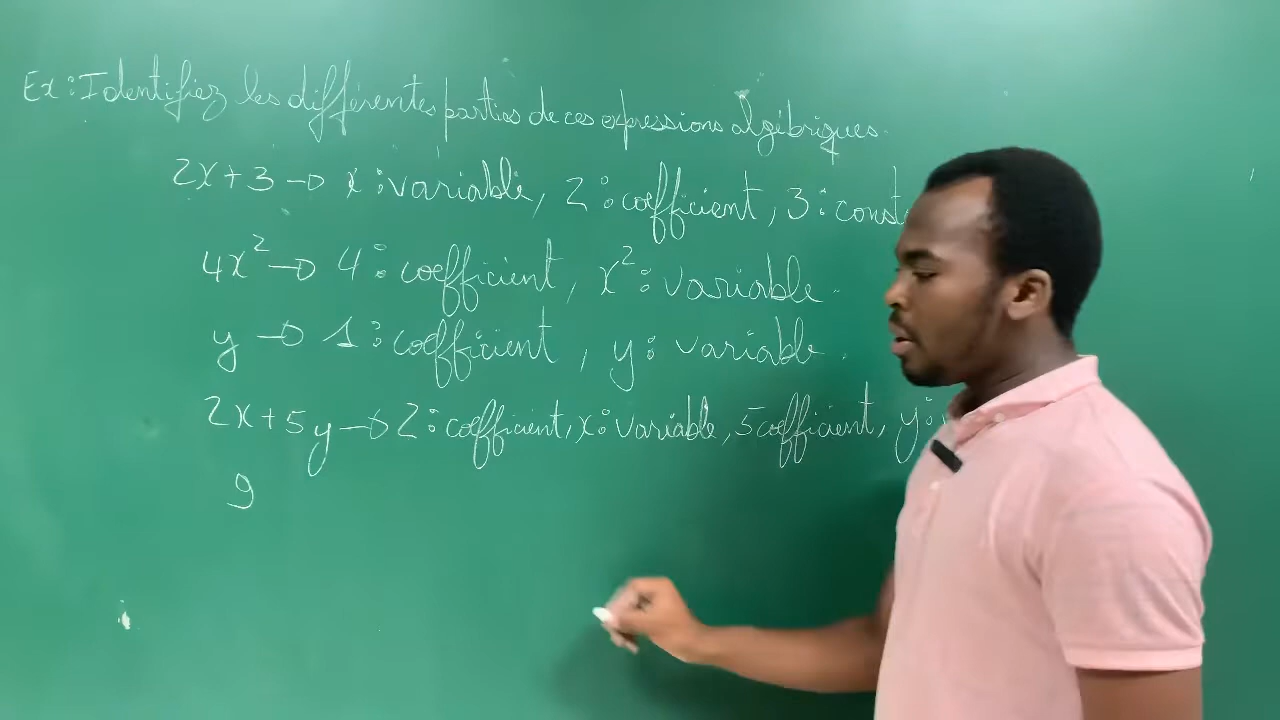 Ex : Identifiez les différentes parties de ces expressions algébriques.
2x + 3 → x : variable, 2 : coefficient, 3 : const
4x² → 4 : coefficient, x² : variable.
y → 1 : coefficient, y : variable.
2x + 5y → 2 : coefficient, x : variable, 5 coefficient, y :
9